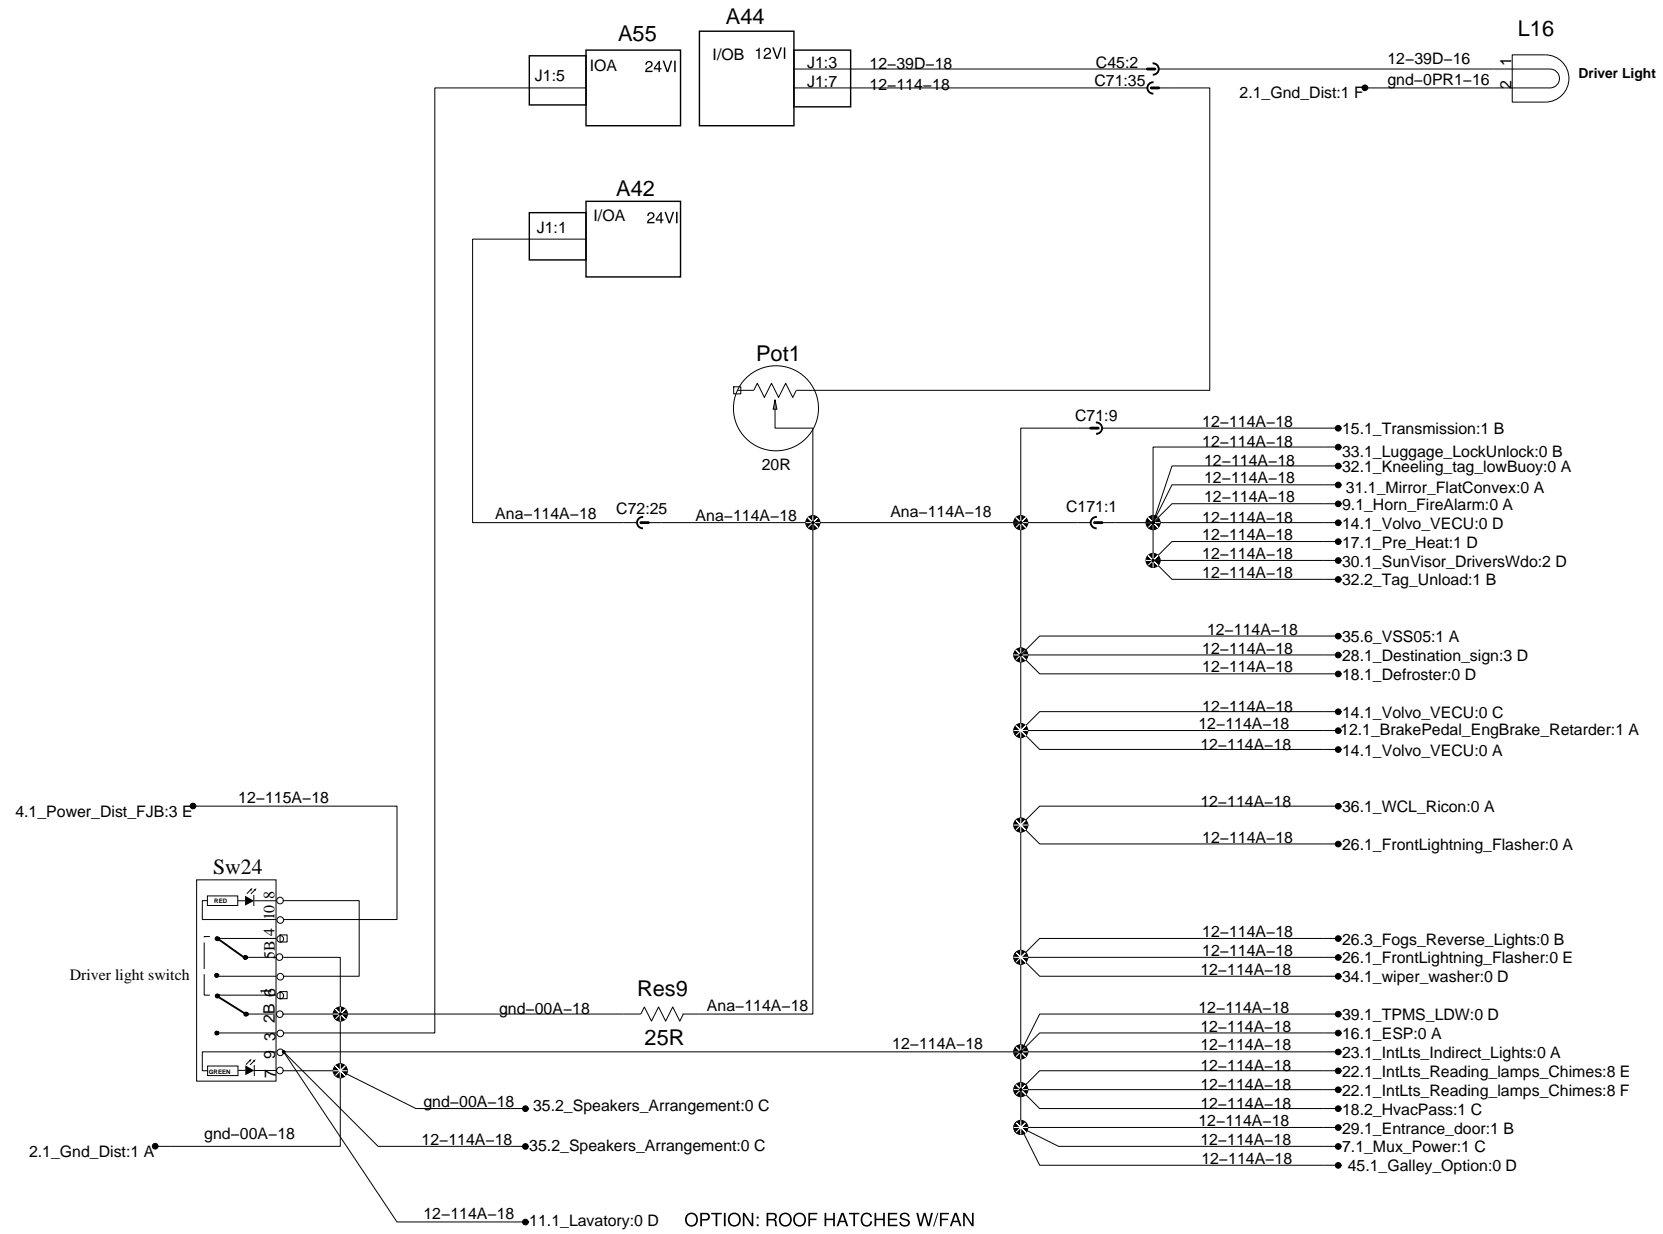 A55
A44
L16
IOA 24VI
J1:5
I/OB 12VI
J1:3 12-39D-18 C45:2
J1:7 12-114-18 C71:35
12-39D-16 1
gnd-0PR1-16 2
Driver Light
2.1_Gnd_Dist:1 F
A42
I/OA 24VI
J1:1
Pot1
20R
C71:9 12-114A-18 15.1_Transmission:1 B
12-114A-18 33.1_Luggage_LockUnlock:0 B
12-114A-18 32.1_Kneeling_tag_lowBuoy:0 A
12-114A-18 31.1_Mirror_FlatConvex:0 A
12-114A-18 9.1_Horn_FireAlarm:0 A
Ana-114A-18 C72:25 Ana-114A-18 Ana-114A-18 C171:1 12-114A-18 14.1_Volvo_VECU:0 D
12-114A-18 17.1_Pre_Heat:1 D
12-114A-18 30.1_SunVisor_DriversWdo:2 D
12-114A-18 32.2_Tag_Unload:1 B
12-114A-18 35.6_VSS05:1 A
12-114A-18 28.1_Destination_sign:3 D
12-114A-18 18.1_Defroster:0 D
12-114A-18 14.1_Volvo_VECU:0 C
12-114A-18 12.1_BrakePedal_EngBrake_Retarder:1 A
12-114A-18 14.1_Volvo_VECU:0 A
4.1_Power_Dist_FJB:3 E 12-115A-18
12-114A-18 36.1_WCL_Ricon:0 A
12-114A-18 26.1_FrontLightning_Flasher:0 A
Sw24
RED 8
10
4
5B
6
2B
3
9
GREEN 7
Driver light switch
12-114A-18 26.3_Fogs_Reverse_Lights:0 B
12-114A-18 26.1_FrontLightning_Flasher:0 E
12-114A-18 34.1_wiper_washer:0 D
gnd-00A-18 Res9 Ana-114A-18
25R
12-114A-18
12-114A-18 39.1_TPMS_LDW:0 D
12-114A-18 16.1_ESP:0 A
12-114A-18 23.1_IntLts_Indirect_Lights:0 A
12-114A-18 22.1_IntLts_Reading_lamps_Chimes:8 E
12-114A-18 22.1_IntLts_Reading_lamps_Chimes:8 F
12-114A-18 18.2_HvacPass:1 C
12-114A-18 29.1_Entrance_door:1 B
12-114A-18 7.1_Mux_Power:1 C
12-114A-18 45.1_Galley_Option:0 D
gnd-00A-18 35.2_Speakers_Arrangement:0 C
2.1_Gnd_Dist:1 A gnd-00A-18
12-114A-18 35.2_Speakers_Arrangement:0 C
12-114A-18 11.1_Lavatory:0 D OPTION: ROOF HATCHES W/FAN